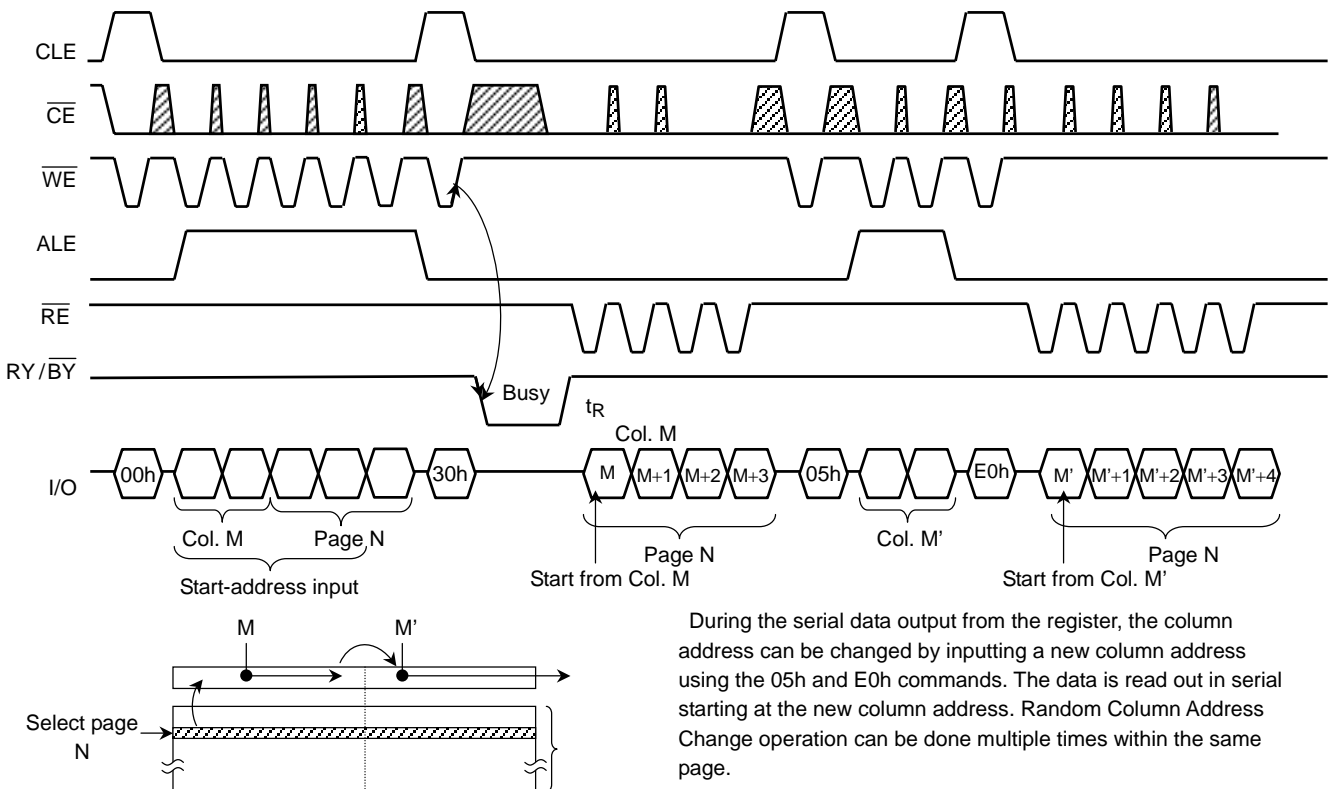 CLE
CE
WE
ALE
RE
RY/BY
Busy
tR
Col. M
I/O
00h
30h
M
M+1
M+2
M+3
05h
E0h
M'
M'+1
M'+2
M'+3
M'+4
Col. M
Page N
Start-address input
Page N
Start from Col. M
Col. M'
Page N
Start from Col. M'
M
M'
Select page
N
During the serial data output from the register, the column
address can be changed by inputting a new column address
using the 05h and E0h commands. The data is read out in serial
starting at the new column address. Random Column Address
Change operation can be done multiple times within the same
page.